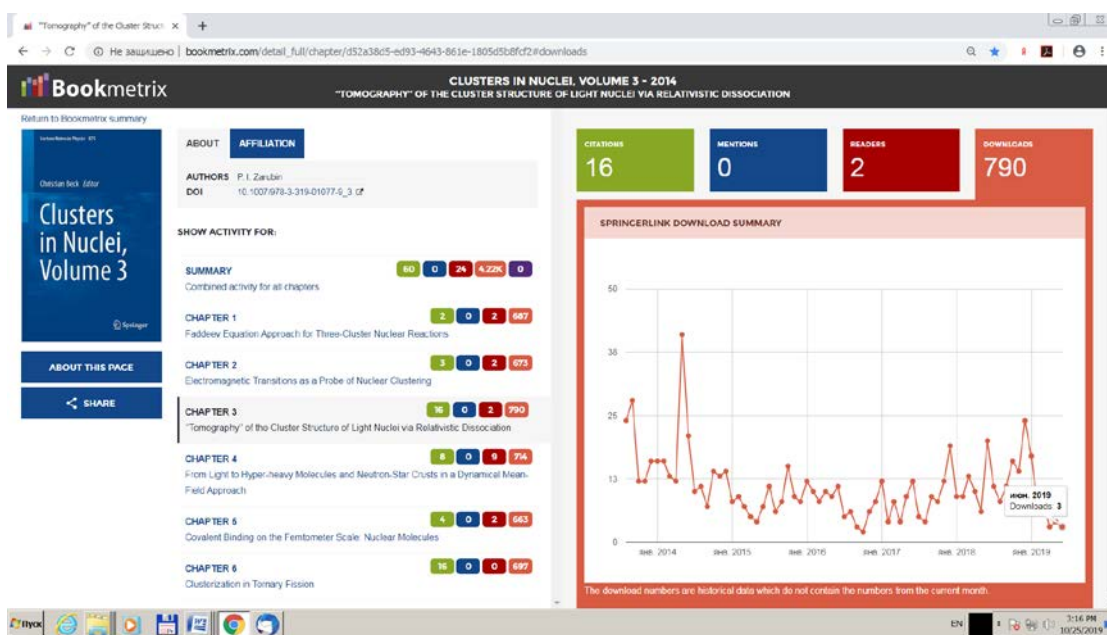 "Tomography" of the Cluster Struc
Не защищено | bookmetrix.com/detail_full/chapter/d52a38d5-ed93-4643-861e-1805d5b8fcf2#downloads
Bookmetrix
CLUSTERS IN NUCLEI, VOLUME 3 - 2014
"TOMOGRAPHY" OF THE CLUSTER STRUCTURE OF LIGHT NUCLEI VIA RELATIVISTIC DISSOCIATION
Return to Bookmetrix summary
Christian Beck Editor
Clusters
in Nuclei,
Volume 3
Springer
ABOUT THIS PAGE
SHARE
ABOUT
AFFILIATION
AUTHORS P. I. Zarubin
DOI 10.1007/978-3-319-01077-9_3
SHOW ACTIVITY FOR:
SUMMARY 60 0 24 4.22K 0
Combined activity for all chapters
CHAPTER 1 2 0 2 687
Faddeev Equation Approach for Three-Cluster Nuclear Reactions
CHAPTER 2 3 0 2 673
Electromagnetic Transitions as a Probe of Nuclear Clustering
CHAPTER 3 16 0 2 790
"Tomography" of the Cluster Structure of Light Nuclei via Relativistic Dissociation
CHAPTER 4 8 0 9 714
From Light to Hyper-heavy Molecules and Neutron-Star Crusts in a Dynamical Mean-
Field Approach
CHAPTER 5 4 0 2 663
Covalent Binding on the Femtometer Scale: Nuclear Molecules
CHAPTER 6 16 0 0 697
Clusterization in Ternary Fission
CITATIONS
16
MENTIONS
0
READERS
2
DOWNLOADS
790
SPRINGERLINK DOWNLOAD SUMMARY
50
38
25
13
0
янв. 2014
янв. 2015
янв. 2016
янв. 2017
янв. 2018
янв. 2019
июн. 2019
Downloads: 3
The download numbers are historical data which do not contain the numbers from the current month.
Пуск
EN
3:16 PM
10/25/2019